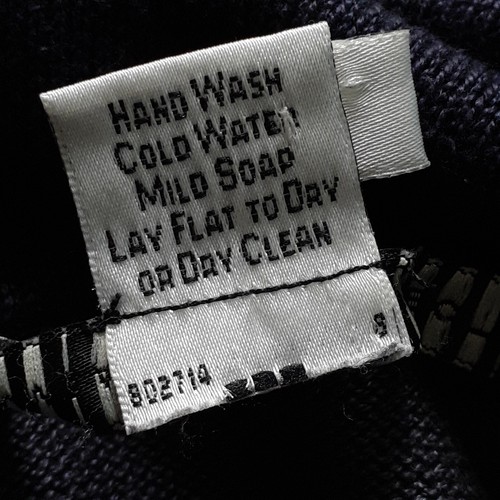 Hand Wash
Cold Water
Mild Soap
Lay Flat to Dry
or Dry Clean
802714